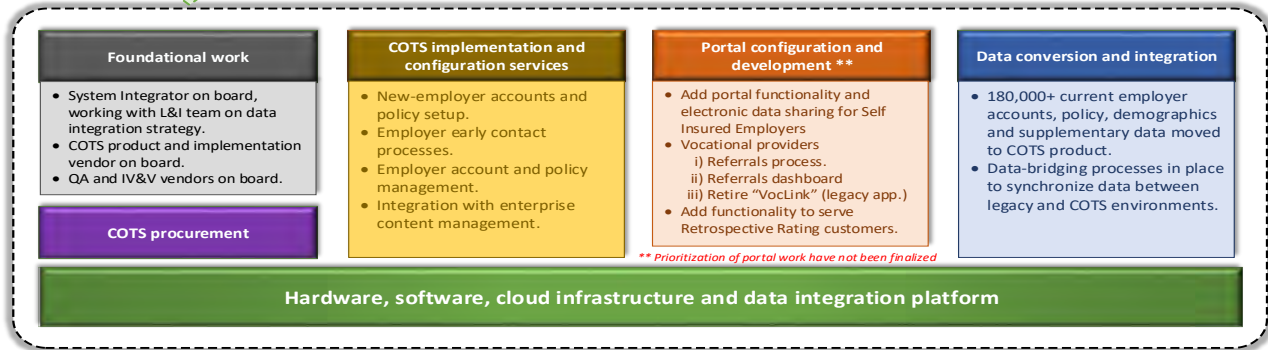 Foundational work
• System Integrator on board,
working with L&I team on data
integration strategy.
• COTS product and implementation
vendor on board.
• QA and IV&V vendors on board.
COTS procurement
COTS implementation and
configuration services
• New-employer accounts and
policy setup.
• Employer early contact
processes.
• Employer account and policy
management.
• Integration with enterprise
content management.
Portal configuration and
development **
• Add portal functionality and
electronic data sharing for Self
Insured Employers
• Vocational providers
i) Referrals process.
ii) Referrals dashboard
iii) Retire “VocLink” (legacy app.)
• Add functionality to serve
Retrospective Rating customers.
** Prioritization of portal work have not been finalized
Data conversion and integration
• 180,000+ current employer
accounts, policy, demographics
and supplementary data moved
to COTS product.
• Data-bridging processes in place
to synchronize data between
legacy and COTS environments.
Hardware, software, cloud infrastructure and data integration platform